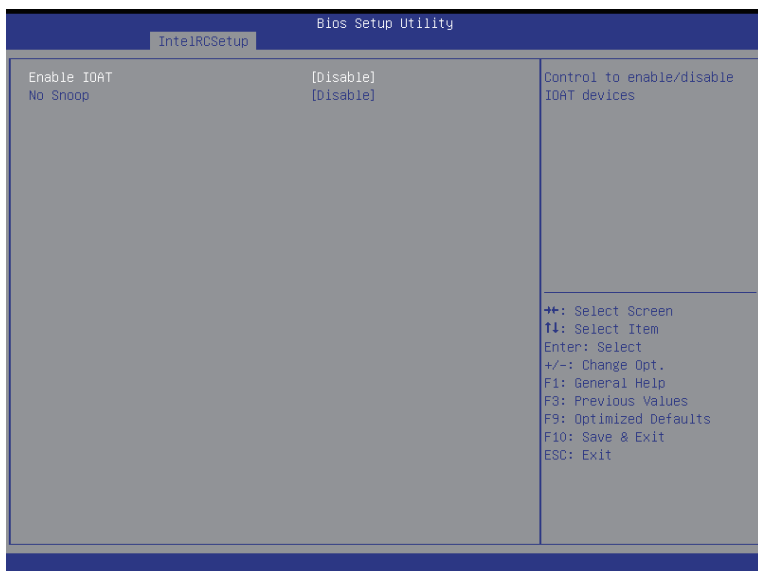 Bios Setup Utility
IntelRCSetup
Enable IOAT [Disable]
No Snoop [Disable]
Control to enable/disable
IOAT devices
→←: Select Screen
↑↓: Select Item
Enter: Select
+/-: Change Opt.
F1: General Help
F3: Previous Values
F9: Optimized Defaults
F10: Save & Exit
ESC: Exit